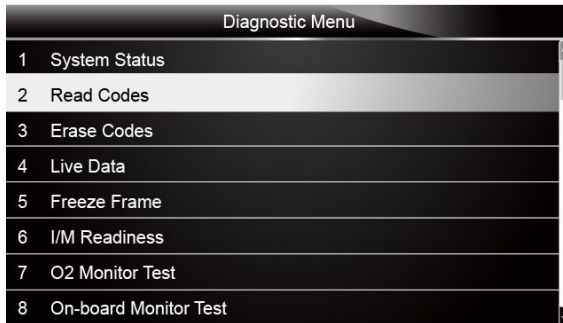 Diagnostic Menu
1 System Status
2 Read Codes
3 Erase Codes
4 Live Data
5 Freeze Frame
6 I/M Readiness
7 O2 Monitor Test
8 On-board Monitor Test